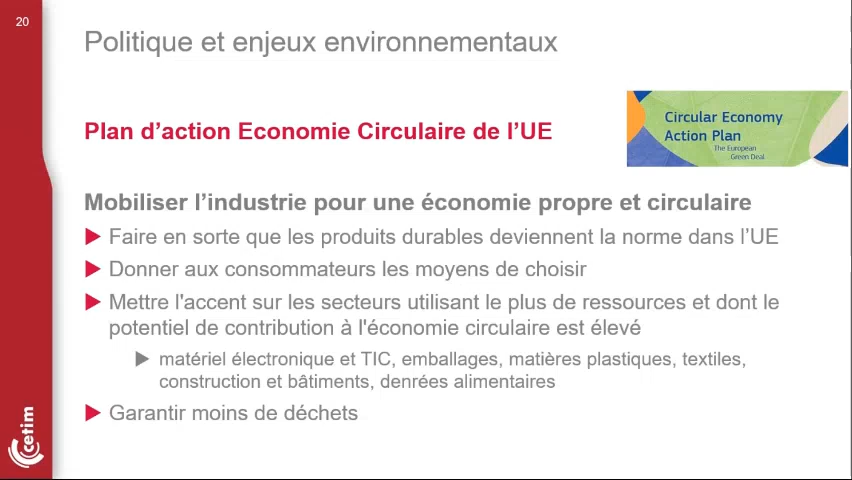 20
Politique et enjeux environnementaux
Circular Economy
Action Plan
The European
Green Deal
Plan d’action Economie Circulaire de l’UE
Mobiliser l’industrie pour une économie propre et circulaire
Faire en sorte que les produits durables deviennent la norme dans l’UE
Donner aux consommateurs les moyens de choisir
Mettre l'accent sur les secteurs utilisant le plus de ressources et dont le
potentiel de contribution à l'économie circulaire est élevé
matériel électronique et TIC, emballages, matières plastiques, textiles,
construction et bâtiments, denrées alimentaires
Garantir moins de déchets
cetim